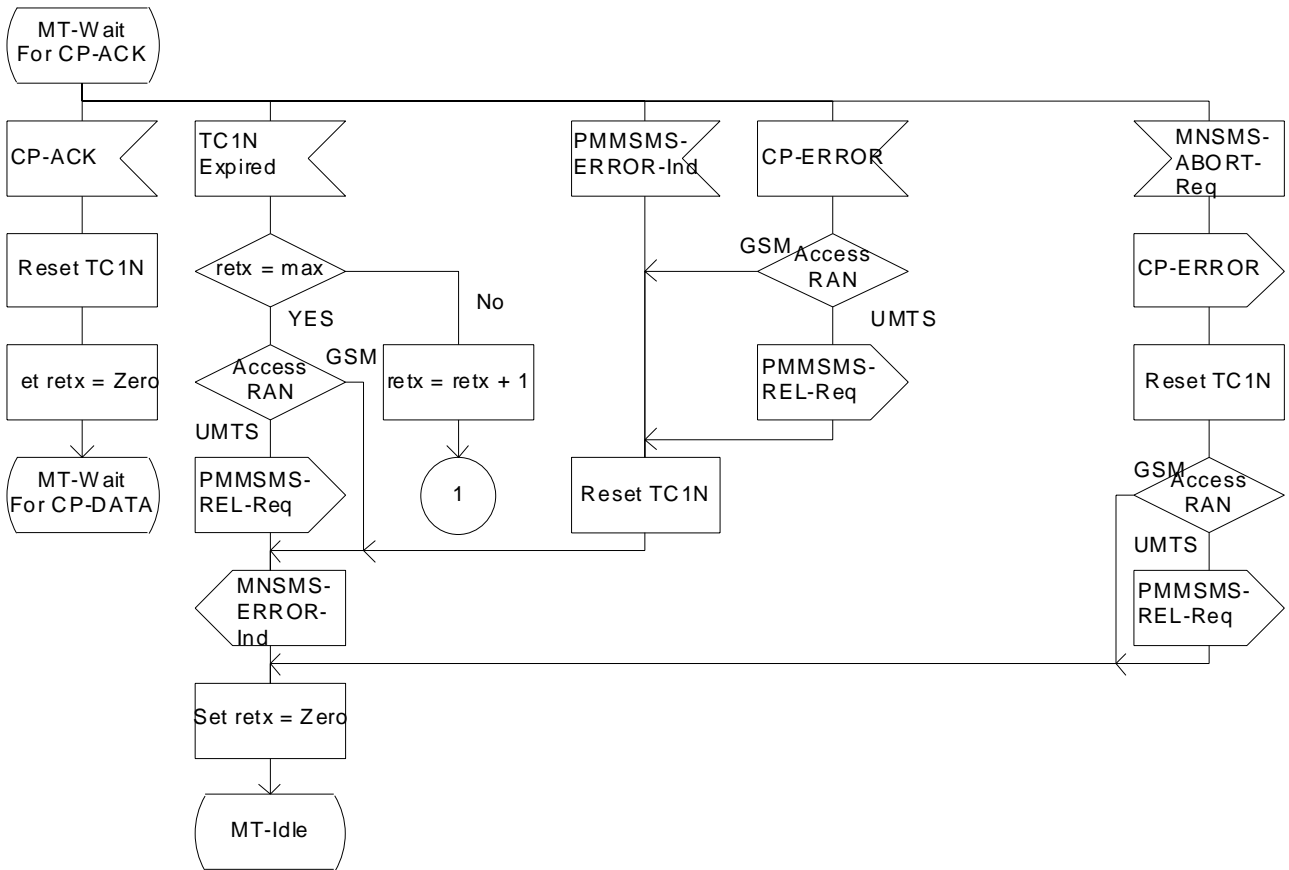 MT-Wait
For CP-ACK
CP-ACK
TC1N
Expired
PMMSMS-
ERROR-Ind
CP-ERROR
MNSMS-
ABORT-
Req
Reset TC1N
retx = max
No
YES
GSM
Access
RAN
UMTS
CP-ERROR
et retx = Zero
Access
RAN
GSM
UMTS
retx = retx + 1
PMMSMS-
REL-Req
Reset TC1N
MT-Wait
For CP-DATA
PMMSMS-
REL-Req
1
Reset TC1N
GSM
Access
RAN
UMTS
MNSMS-
ERROR-
Ind
PMMSMS-
REL-Req
Set retx = Zero
MT-Idle